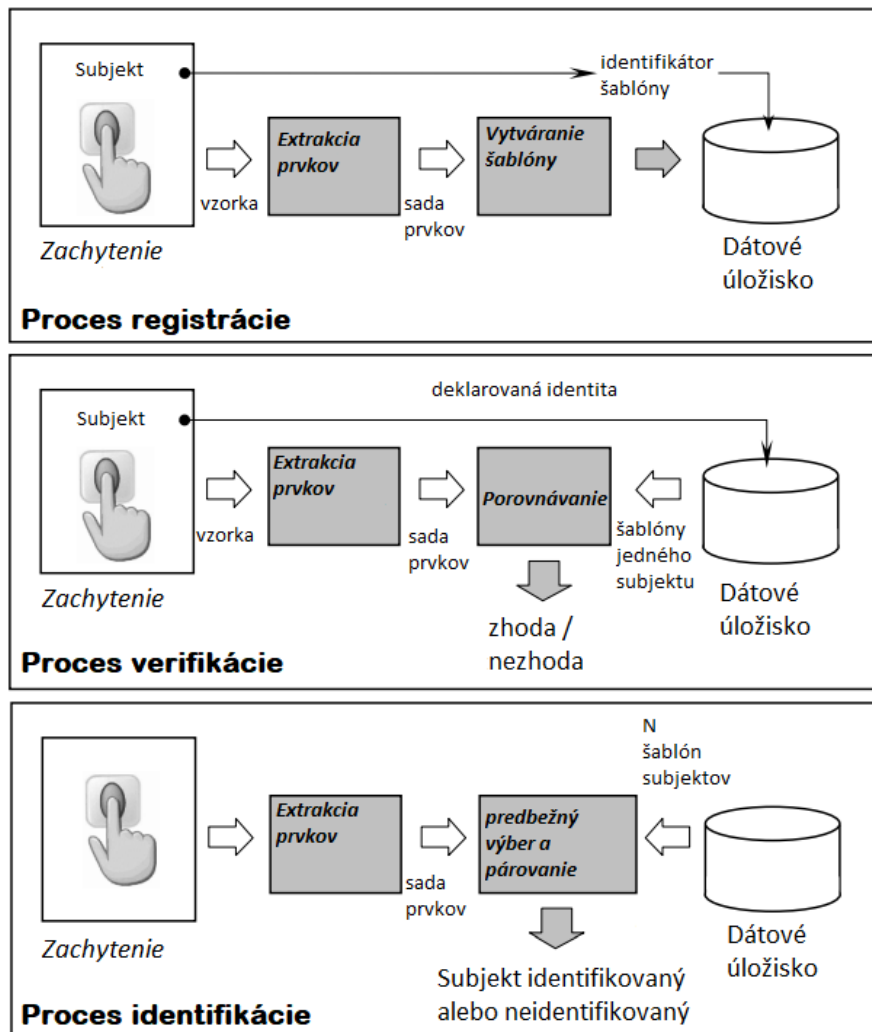 Subjekt
identifikátor
šablóny
Extrakcia
prvkov
Vytváranie
šablóny
vzorka
sada
prvkov
Zachytenie
Dátové
úložisko
Proces registrácie
deklarovaná identita
Subjekt
Extrakcia
prvkov
Porovnávanie
vzorka
sada
prvkov
šablóny
jedného
subjektu
Zachytenie
Dátové
úložisko
zhoda /
nezhoda
Proces verifikácie
N
šablón
subjektov
Extrakcia
prvkov
predbežný
výber a
párovanie
sada
prvkov
Zachytenie
Dátové
úložisko
Subjekt identifikovaný
alebo neidentifikovaný
Proces identifikácie